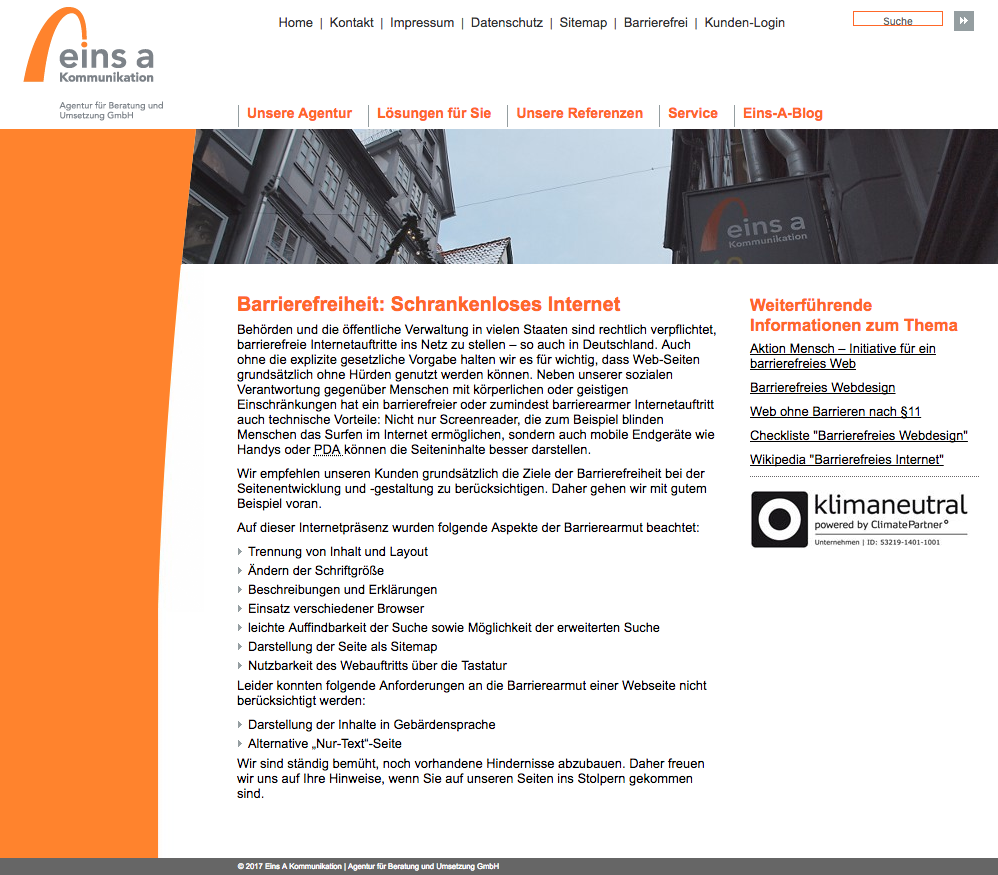 Home | Kontakt | Impressum | Datenschutz | Sitemap | Barrierefrei | Kunden-Login
Suche
eins a
Kommunikation
Agentur für Beratung und
Umsetzung GmbH
Unsere Agentur
Lösungen für Sie
Unsere Referenzen
Service
Eins-A-Blog
eins a
Kommunikation
Barrierefreiheit: Schrankenloses Internet
Behörden und die öffentliche Verwaltung in vielen Staaten sind rechtlich verpflichtet,
barrierefreie Internetauftritte ins Netz zu stellen – so auch in Deutschland. Auch
ohne die explizite gesetzliche Vorgabe halten wir es für wichtig, dass Web-Seiten
grundsätzlich ohne Hürden genutzt werden können. Neben unserer sozialen
Verantwortung gegenüber Menschen mit körperlichen oder geistigen
Einschränkungen hat ein barrierefreier oder zumindest barrierearmer Internetauftritt
auch technische Vorteile: Nicht nur Screenreader, die zum Beispiel blinden
Menschen das Surfen im Internet ermöglichen, sondern auch mobile Endgeräte wie
Handys oder PDA können die Seiteninhalte besser darstellen.
Wir empfehlen unseren Kunden grundsätzlich die Ziele der Barrierefreiheit bei der
Seitenentwicklung und -gestaltung zu berücksichtigen. Daher gehen wir mit gutem
Beispiel voran.
Auf dieser Internetpräsenz wurden folgende Aspekte der Barrierearmut beachtet:
Trennung von Inhalt und Layout
Ändern der Schriftgröße
Beschreibungen und Erklärungen
Einsatz verschiedener Browser
leichte Auffindbarkeit der Suche sowie Möglichkeit der erweiterten Suche
Darstellung der Seite als Sitemap
Nutzbarkeit des Webauftritts über die Tastatur
Leider konnten folgende Anforderungen an die Barrierearmut einer Webseite nicht
berücksichtigt werden:
Darstellung der Inhalte in Gebärdensprache
Alternative „Nur-Text“-Seite
Wir sind ständig bemüht, noch vorhandene Hindernisse abzubauen. Daher freuen
wir uns auf Ihre Hinweise, wenn Sie auf unseren Seiten ins Stolpern gekommen
sind.
Weiterführende
Informationen zum Thema
Aktion Mensch – Initiative für ein
barrierefreies Web
Barrierefreies Webdesign
Web ohne Barrieren nach §11
Checkliste "Barrierefreies Webdesign"
Wikipedia "Barrierefreies Internet"
klimaneutral
powered by ClimatePartner°
Unternehmen | ID: 53219-1401-1001
© 2017 Eins A Kommunikation | Agentur für Beratung und Umsetzung GmbH